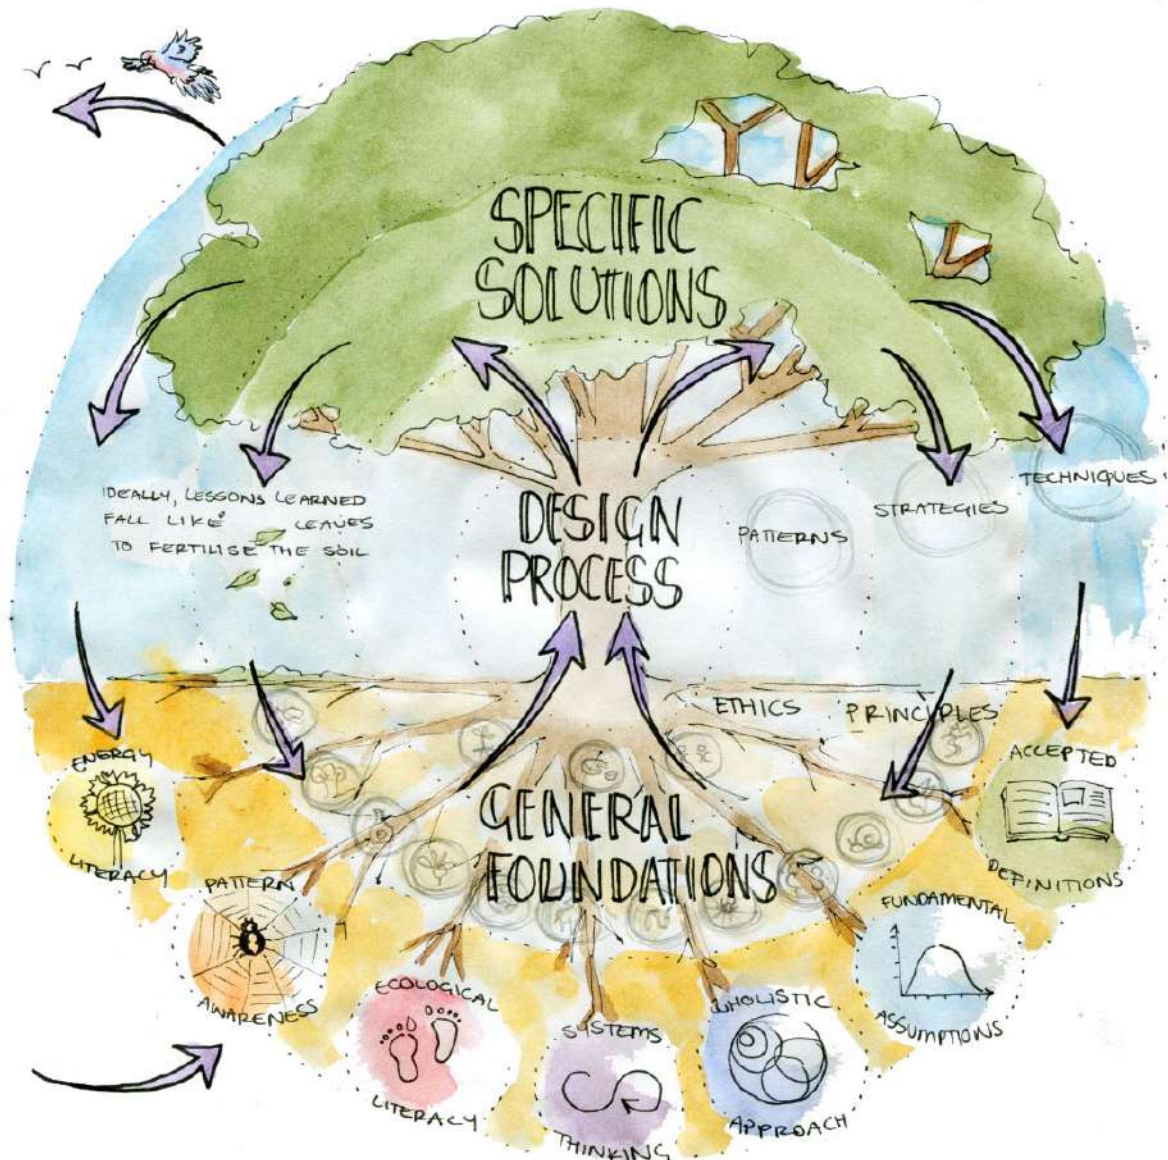 SPECIFIC
SOLUTIONS
IDEALLY, LESSONS LEARNED
FALL LIKE LEAVES
TO FERTILISE THE SOIL
DESIGN
PROCESS
PATTERNS
STRATEGIES
TECHNIQUES
ETHICS
PRINCIPLES
GENERAL
FOUNDATIONS
ENERGY
LITERACY
PATTERN
AWARENESS
ECOLOGICAL
LITERACY
SYSTEMS
THINKING
WHOLISTIC
APPROACH
FUNDAMENTAL
ASSUMPTIONS
ACCEPTED
DEFINITIONS